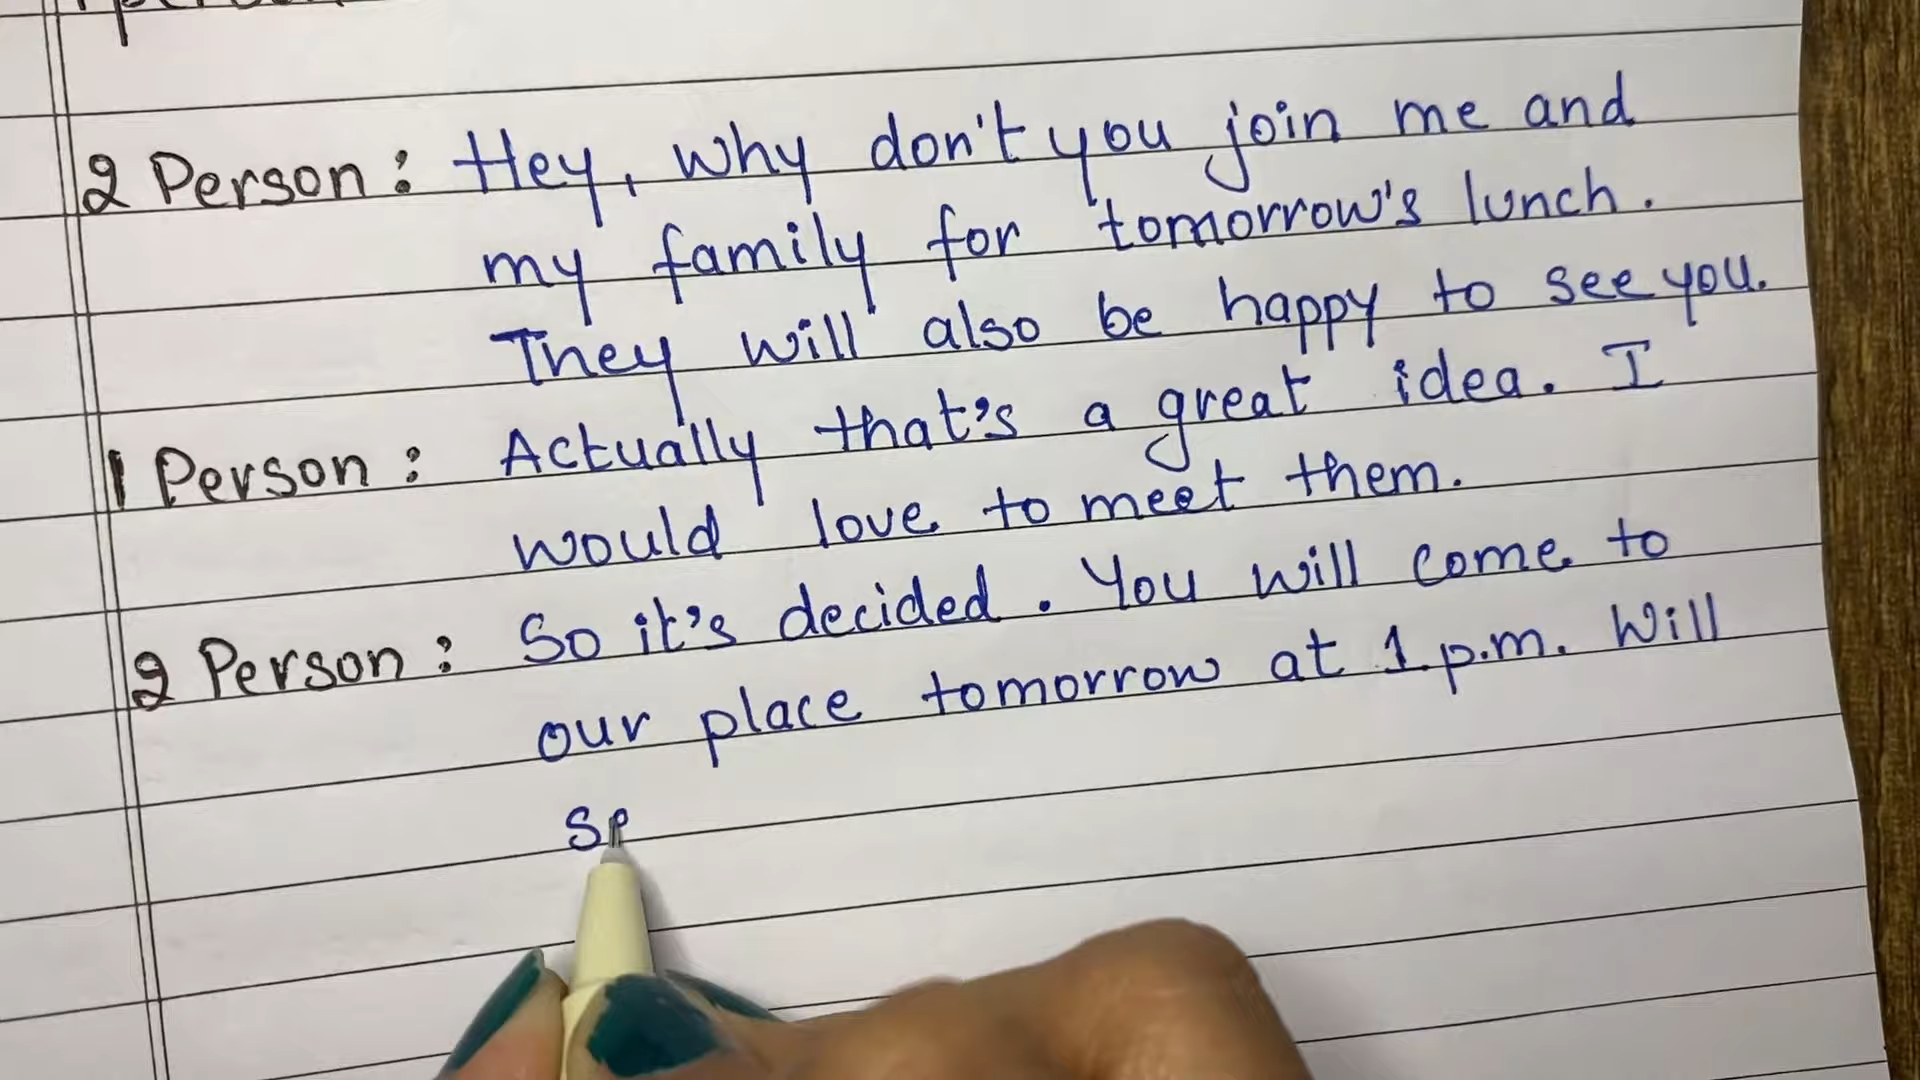 2 Person : Hey, why don't you join me and
my family for tomorrow's lunch.
They will also be happy to see you.
1 Person : Actually that's a great idea. I
would love to meet them.
2 Person : So it's decided. You will come to
our place tomorrow at 1 p.m. Will